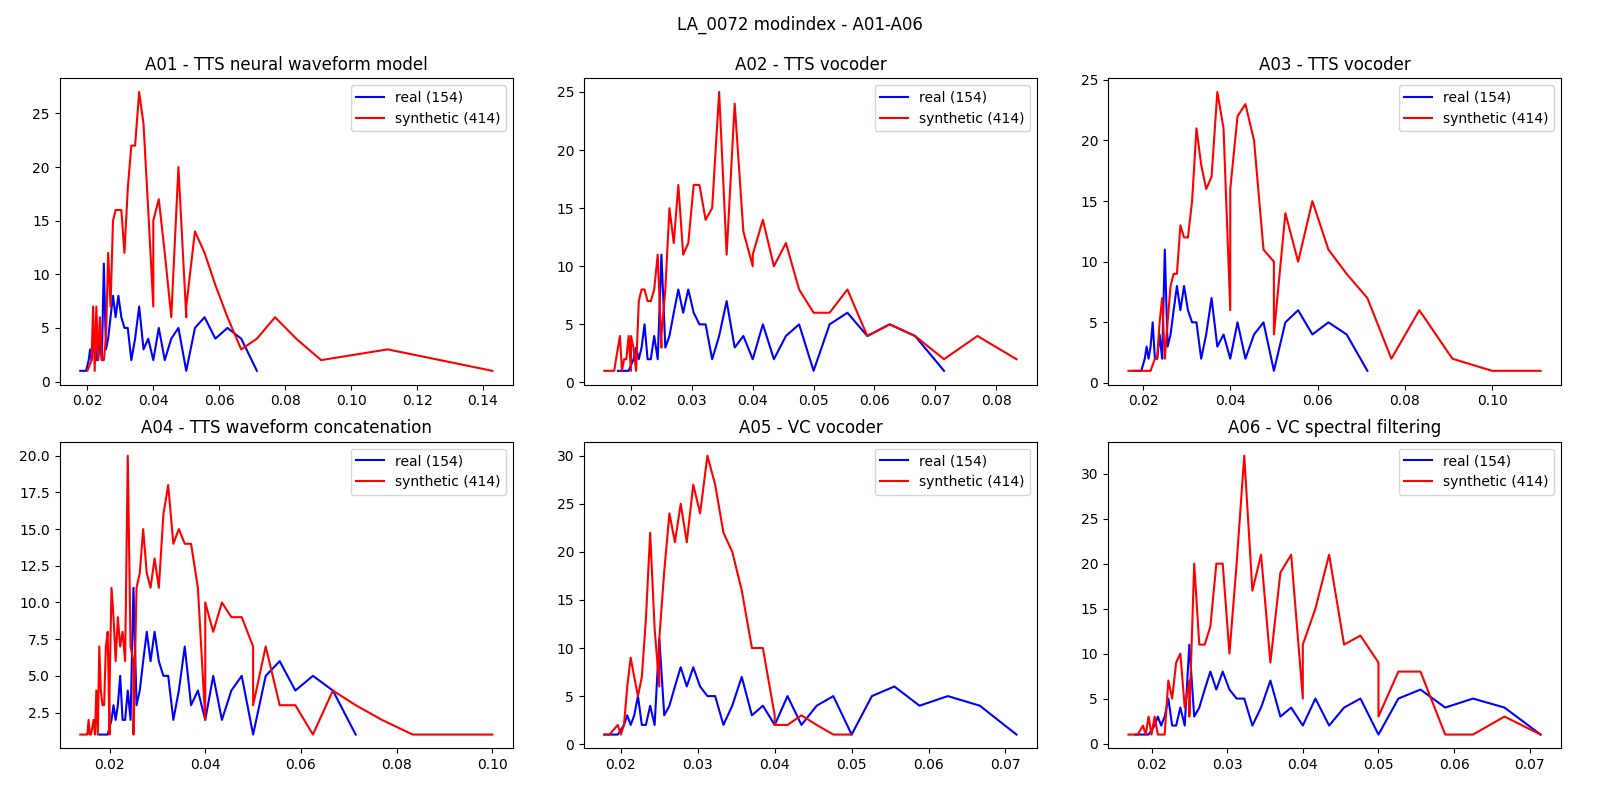 LA_0072 modindex - A01-A06
A01 - TTS neural waveform model
real (154)
synthetic (414)
25
20
15
10
5
0
0.02 0.04 0.06 0.08 0.10 0.12 0.14
A02 - TTS vocoder
real (154)
synthetic (414)
25
20
15
10
5
0
0.02 0.03 0.04 0.05 0.06 0.07 0.08
A03 - TTS vocoder
real (154)
synthetic (414)
25
20
15
10
5
0
0.02 0.04 0.06 0.08 0.10
A04 - TTS waveform concatenation
real (154)
synthetic (414)
20.0
17.5
15.0
12.5
10.0
7.5
5.0
2.5
0.02 0.04 0.06 0.08 0.10
A05 - VC vocoder
real (154)
synthetic (414)
30
25
20
15
10
5
0
0.02 0.03 0.04 0.05 0.06 0.07
A06 - VC spectral filtering
real (154)
synthetic (414)
30
25
20
15
10
5
0
0.02 0.03 0.04 0.05 0.06 0.07